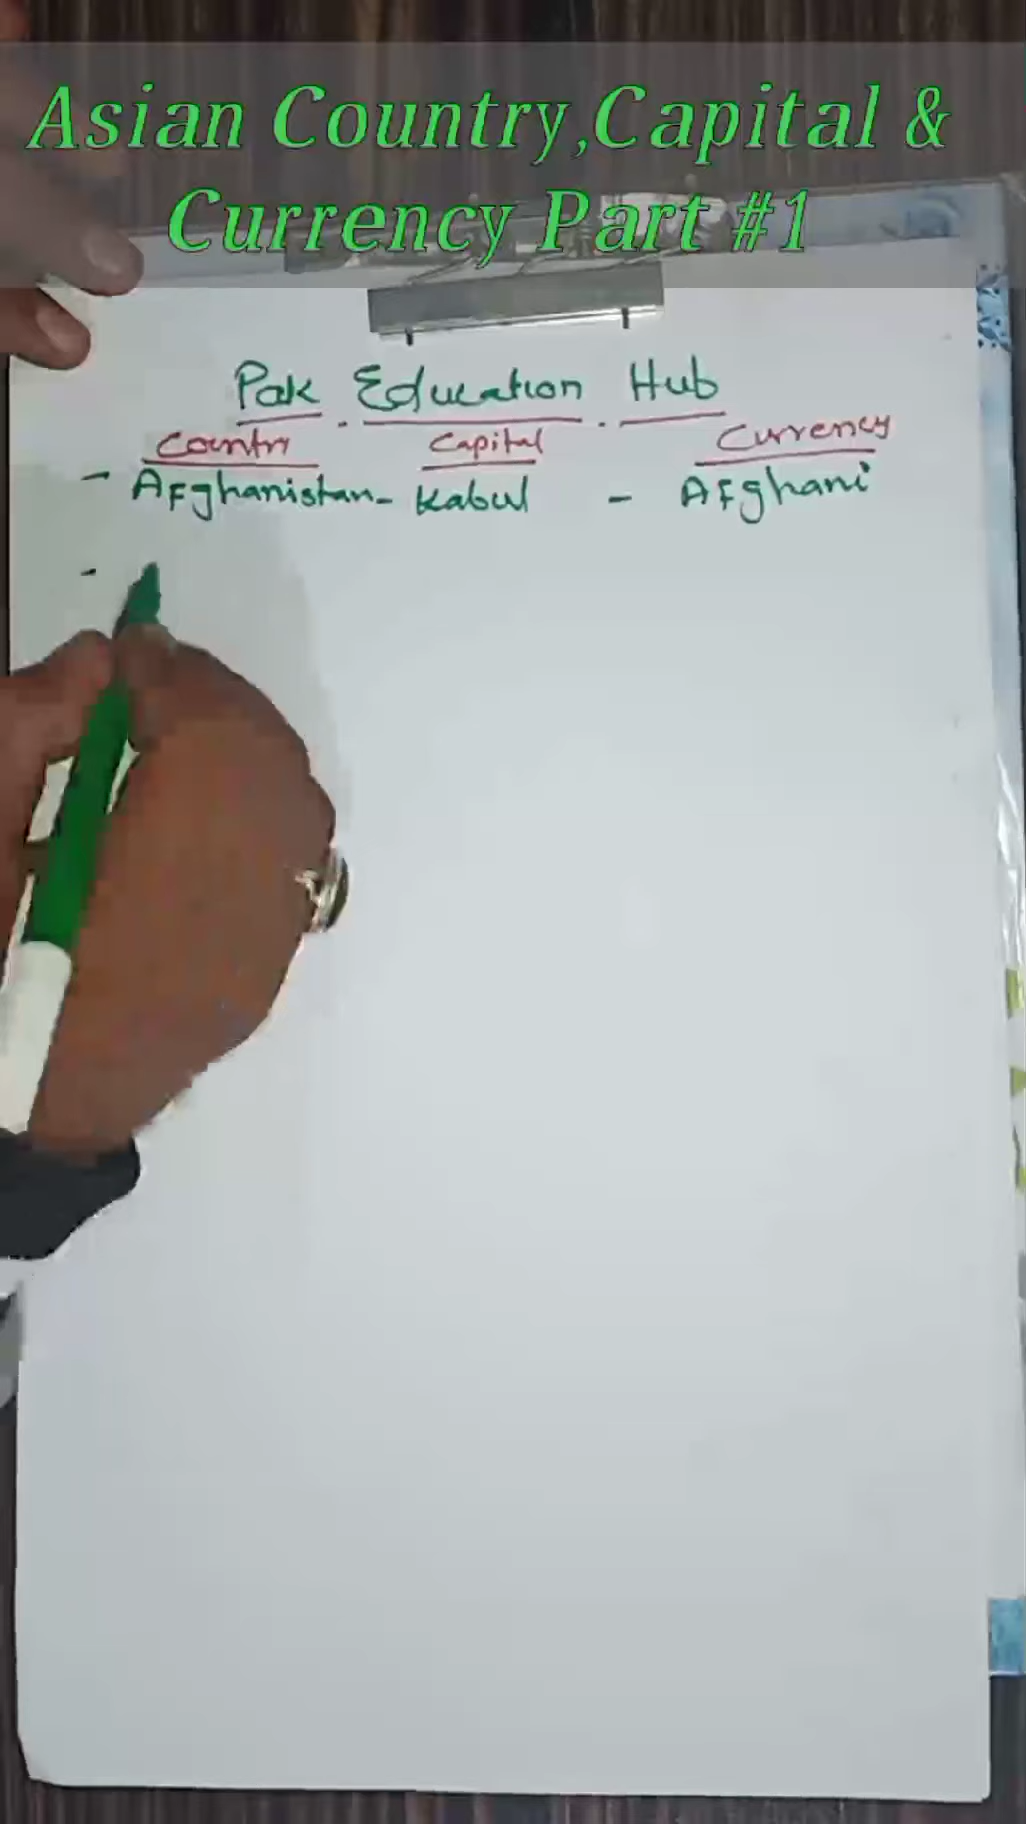 Asian Country,Capital &
Currency Part #1
Pak Education Hub
Country Capital Currency
- Afghanistan - Kabul - Afghani
-